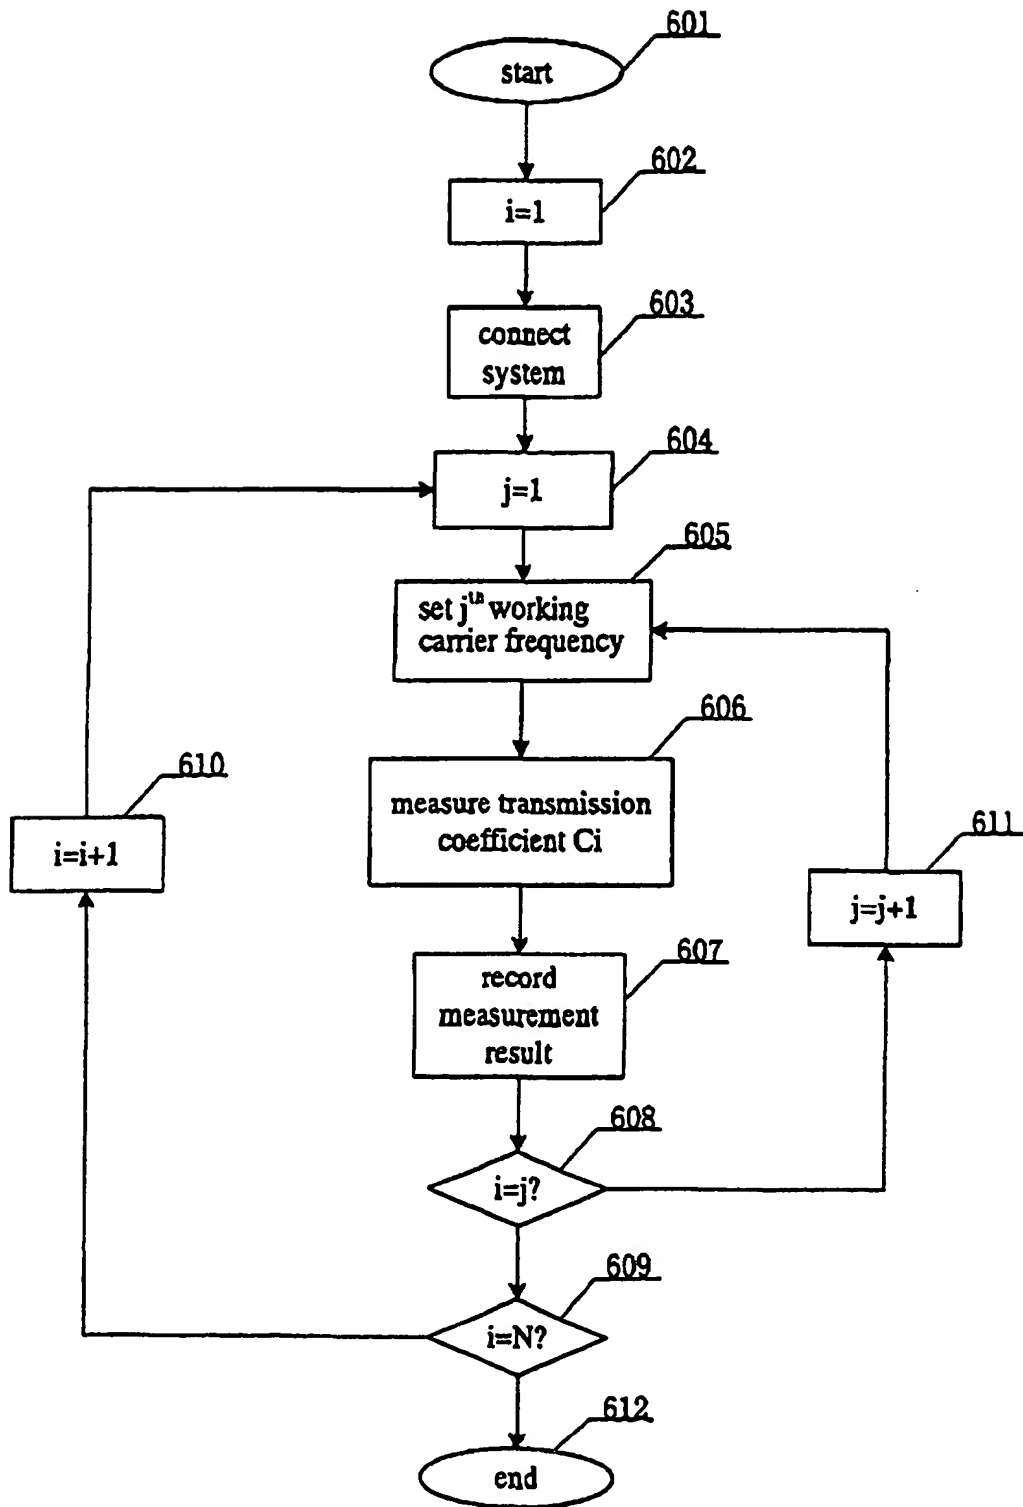 601
start
602
i=1
603
connect
system
604
j=1
605
set jth working
carrier frequency
606
measure transmission
coefficient Ci
610
i=i+1
611
j=j+1
607
record
measurement
result
608
i=j?
609
i=N?
612
end